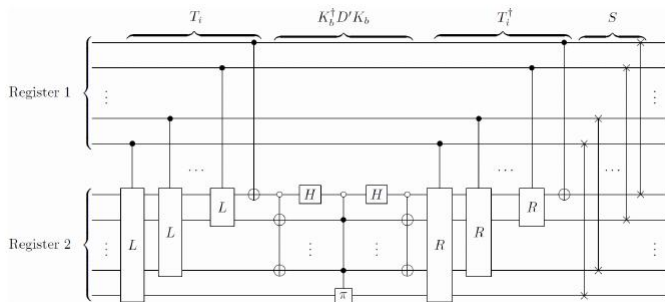 T_i K_b^†D′K_b T_i^† S
Register 1
⋮ ⋮
... ...
H H
L R
L R
Register 2
L R
⋮ ⋮ ⋮ ⋮
π